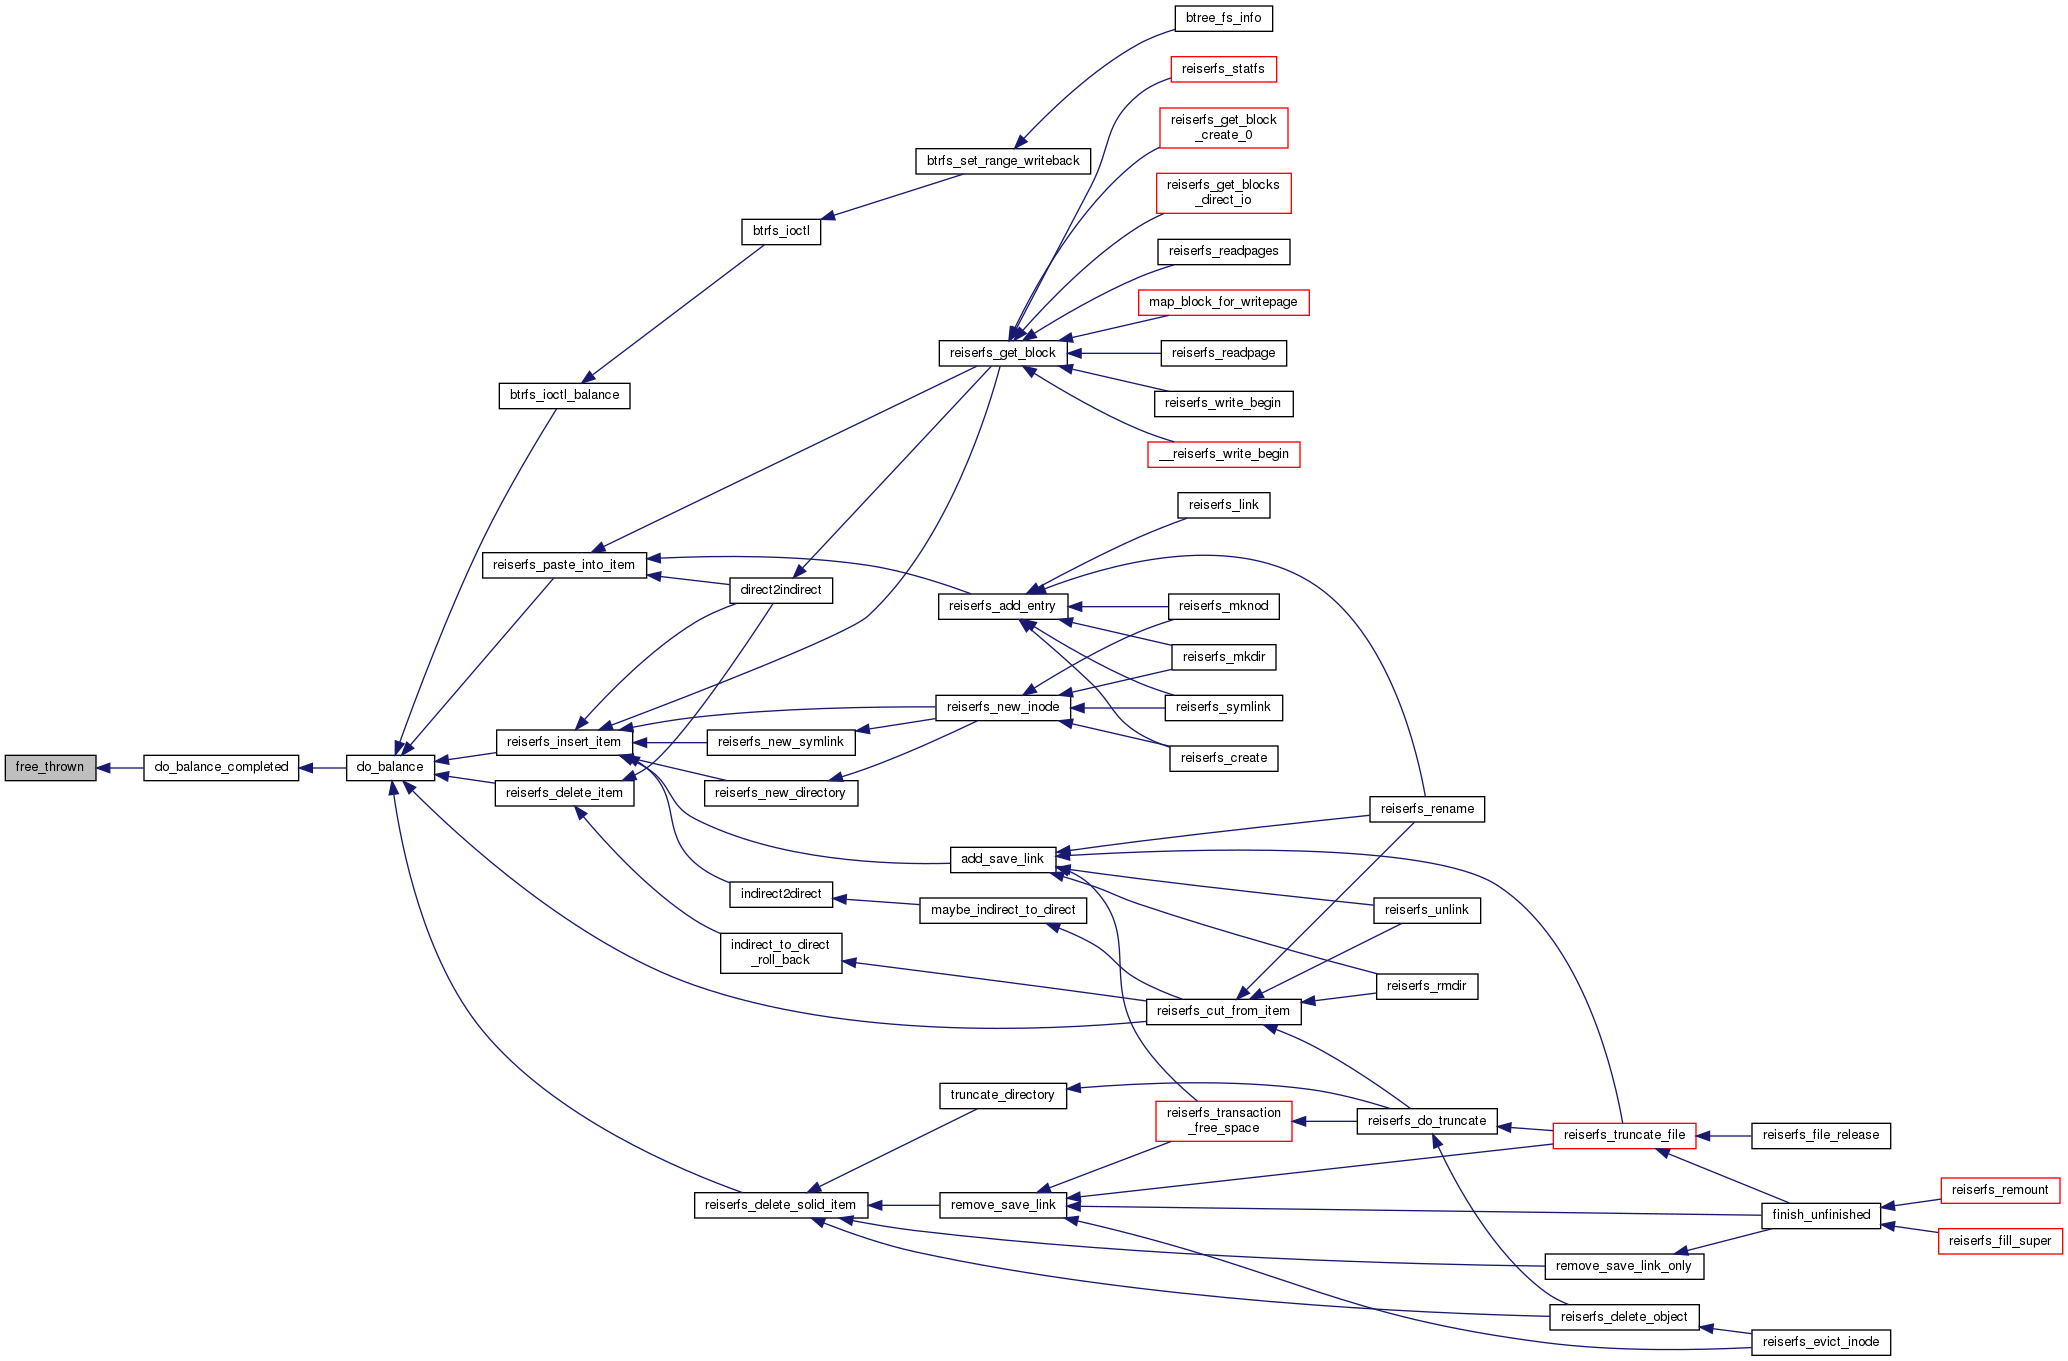 btree_fs_info
reiserfs_statfs
reiserfs_get_block
_create_0
btrfs_set_range_writeback
reiserfs_get_blocks
_direct_io
btrfs_ioctl
reiserfs_readpages
map_block_for_writepage
reiserfs_get_block
reiserfs_readpage
btrfs_ioctl_balance
reiserfs_write_begin
__reiserfs_write_begin
reiserfs_link
reiserfs_paste_into_item
direct2indirect
reiserfs_add_entry
reiserfs_mknod
reiserfs_mkdir
reiserfs_new_inode
reiserfs_symlink
reiserfs_insert_item
reiserfs_new_symlink
reiserfs_create
free_thrown
do_balance_completed
do_balance
reiserfs_delete_item
reiserfs_new_directory
reiserfs_rename
add_save_link
indirect2direct
maybe_indirect_to_direct
reiserfs_unlink
indirect_to_direct
_roll_back
reiserfs_rmdir
reiserfs_cut_from_item
truncate_directory
reiserfs_transaction
_free_space
reiserfs_do_truncate
reiserfs_truncate_file
reiserfs_file_release
reiserfs_delete_solid_item
remove_save_link
reiserfs_remount
finish_unfinished
reiserfs_fill_super
remove_save_link_only
reiserfs_delete_object
reiserfs_evict_inode